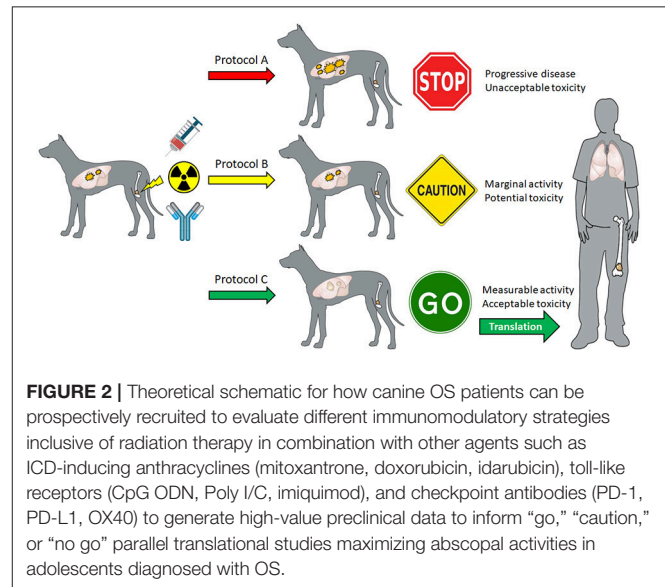 Protocol A
STOP
Progressive disease
Unacceptable toxicity
Protocol B
CAUTION
Marginal activity
Potential toxicity
Protocol C
GO
Measurable activity
Acceptable toxicity
Translation
FIGURE 2 | Theoretical schematic for how canine OS patients can be
prospectively recruited to evaluate different immunomodulatory strategies
inclusive of radiation therapy in combination with other agents such as
ICD-inducing anthracyclines (mitoxantrone, doxorubicin, idarubicin), toll-like
receptors (CpG ODN, Poly I/C, imiquimod), and checkpoint antibodies (PD-1,
PD-L1, OX40) to generate high-value preclinical data to inform “go,” “caution,”
or “no go” parallel translational studies maximizing abscopal activities in
adolescents diagnosed with OS.